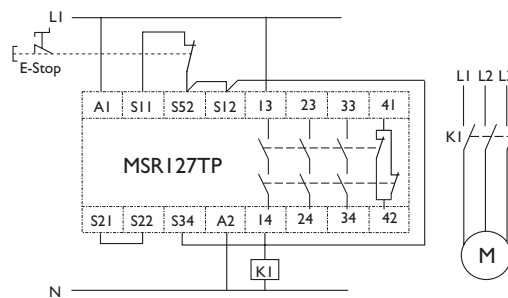 L1
E-Stop
A1 S11 S52 S12 13 23 33 41
MSR127TP
S21 S22 S34 A2 14 24 34 42
K1
N
L1 L2 L3
K1
M